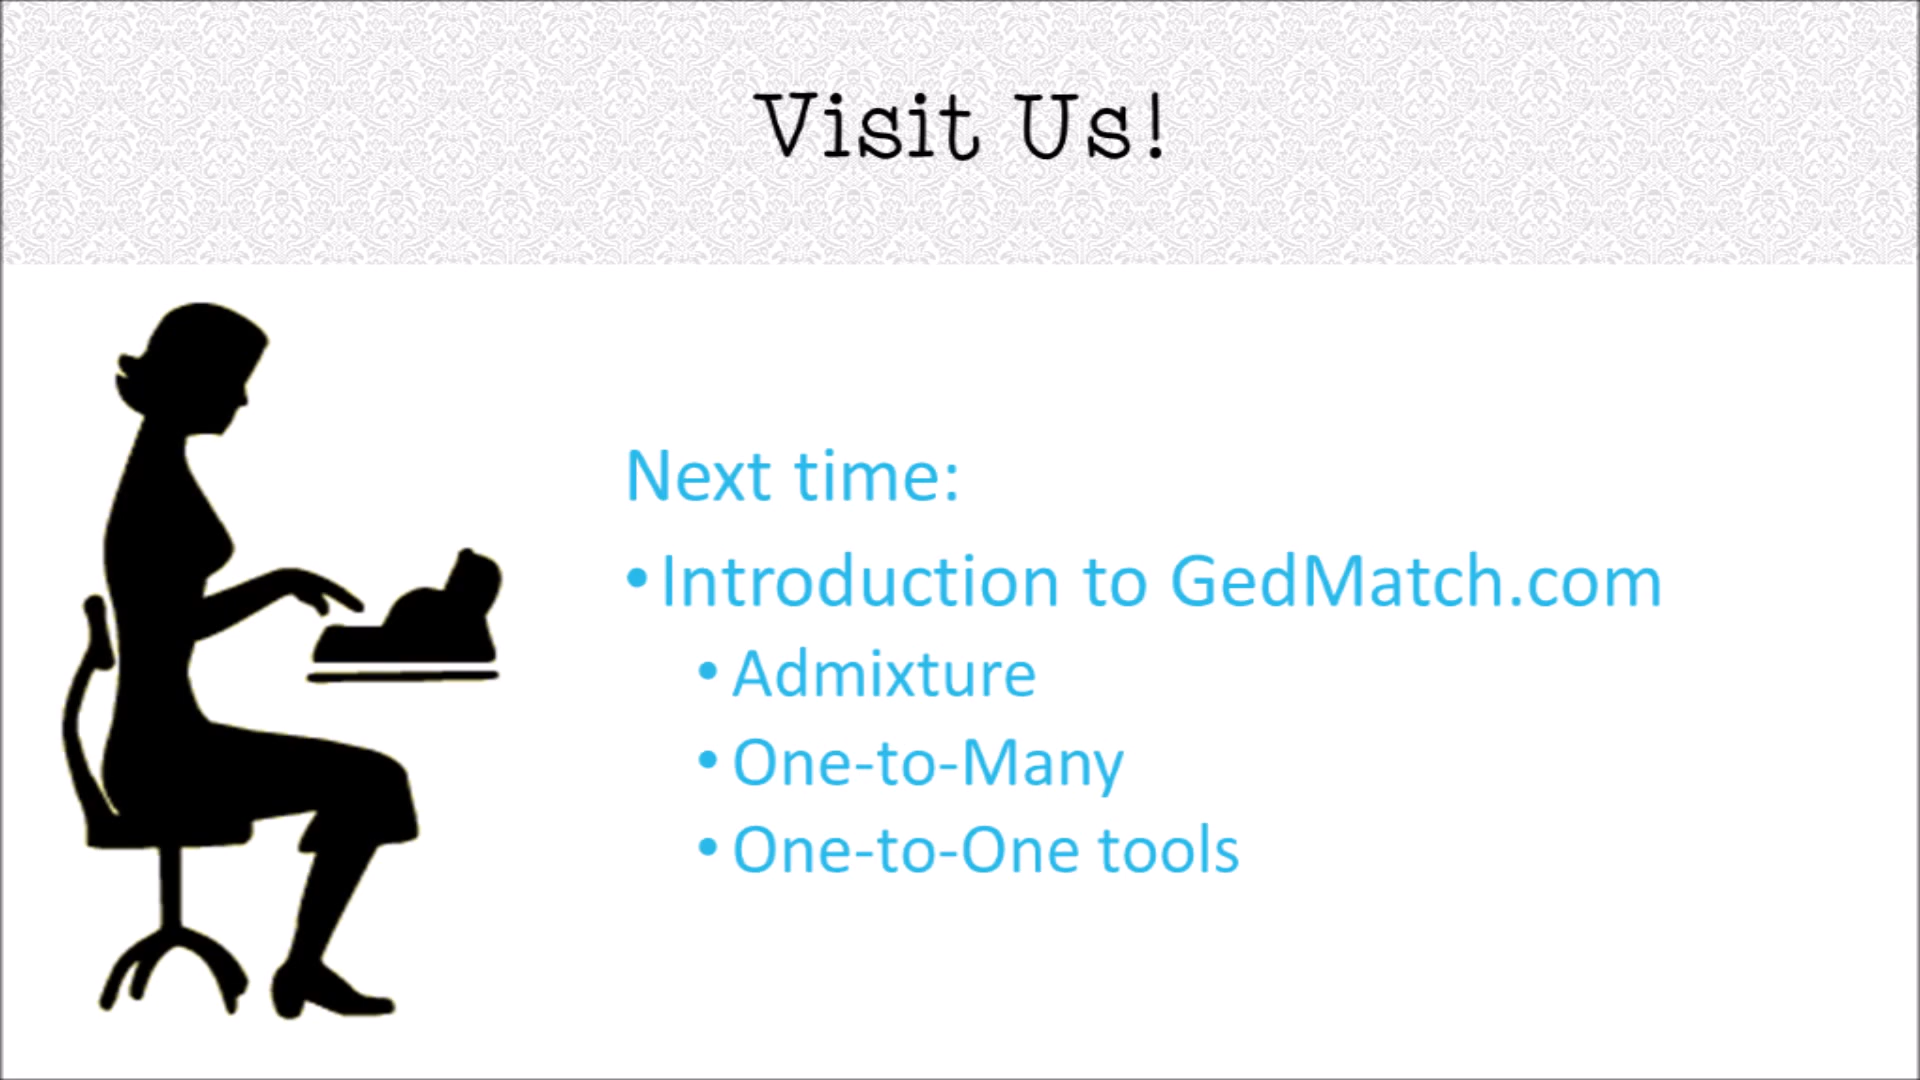 Visit Us!
Next time:
• Introduction to GedMatch.com
• Admixture
• One-to-Many
• One-to-One tools